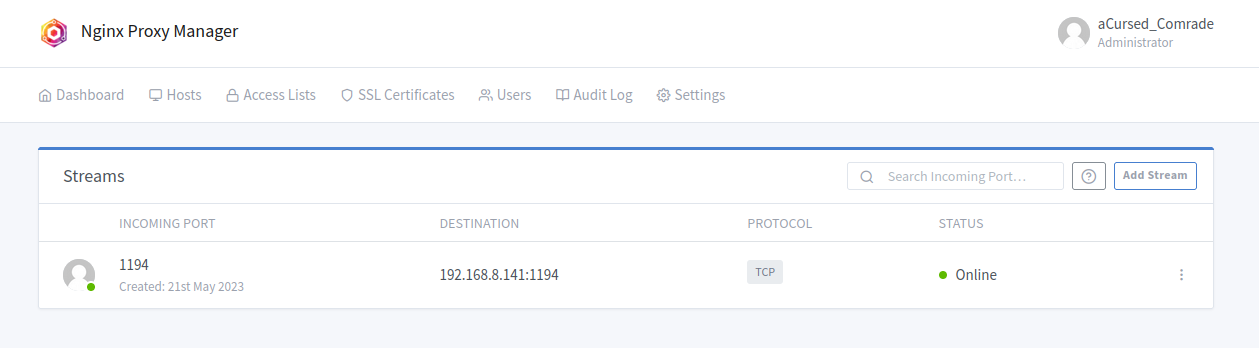 Nginx Proxy Manager
aCursed_Comrade
Administrator
Dashboard Hosts Access Lists SSL Certificates Users Audit Log Settings
Streams Search Incoming Port... Add Stream
INCOMING PORT DESTINATION PROTOCOL STATUS
1194
Created: 21st May 2023
192.168.8.141:1194 TCP Online